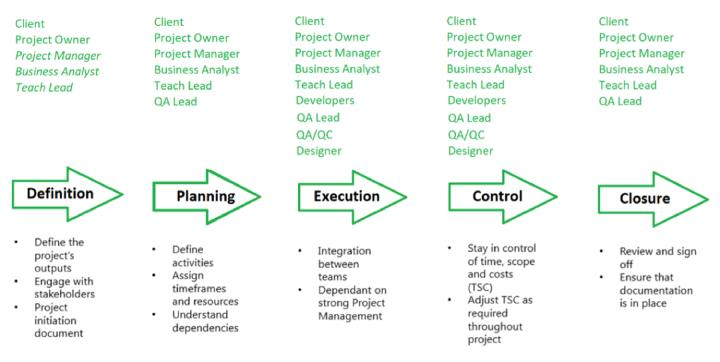 Client
Project Owner
Project Manager
Business Analyst
Teach Lead
Client
Project Owner
Project Manager
Business Analyst
Teach Lead
QA Lead
Client
Project Owner
Project Manager
Business Analyst
Teach Lead
Developers
QA Lead
QA/QC
Designer
Client
Project Owner
Project Manager
Business Analyst
Teach Lead
Developers
QA Lead
QA/QC
Designer
Client
Project Owner
Project Manager
Business Analyst
Teach Lead
QA Lead
Definition
Planning
Execution
Control
Closure
• Define the
project's
outputs
• Engage with
stakeholders
• Project
initiation
document
• Define
activities
• Assign
timeframes
and resources
• Understand
dependencies
• Integration
between
teams
• Dependant on
strong Project
Management
• Stay in control
of time, scope
and costs
(TSC)
• Adjust TSC as
required
throughout
project
• Review and sign
off
• Ensure that
documentation
is in place